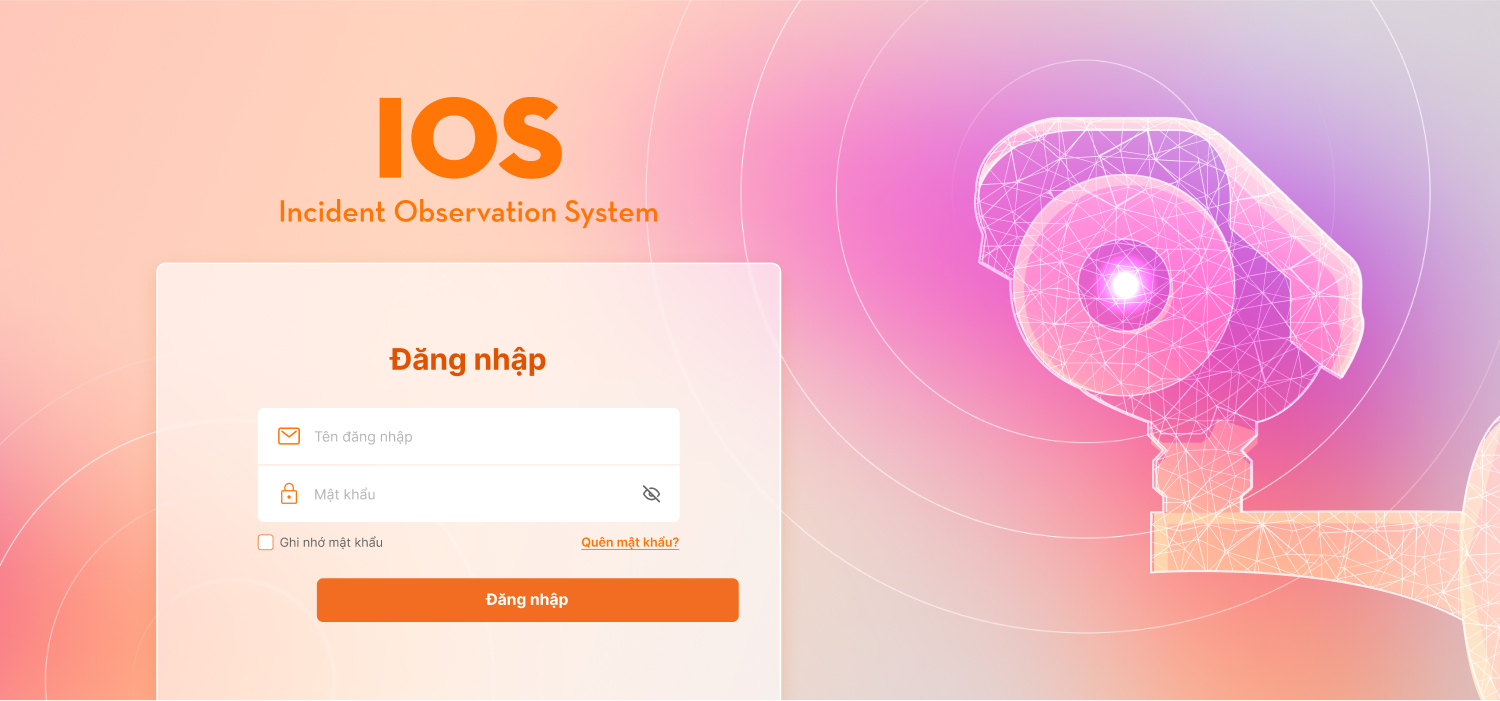 IOS
Incident Observation System
Đăng nhập
Tên đăng nhập
Mật khẩu
Ghi nhớ mật khẩu
Quên mật khẩu?
Đăng nhập